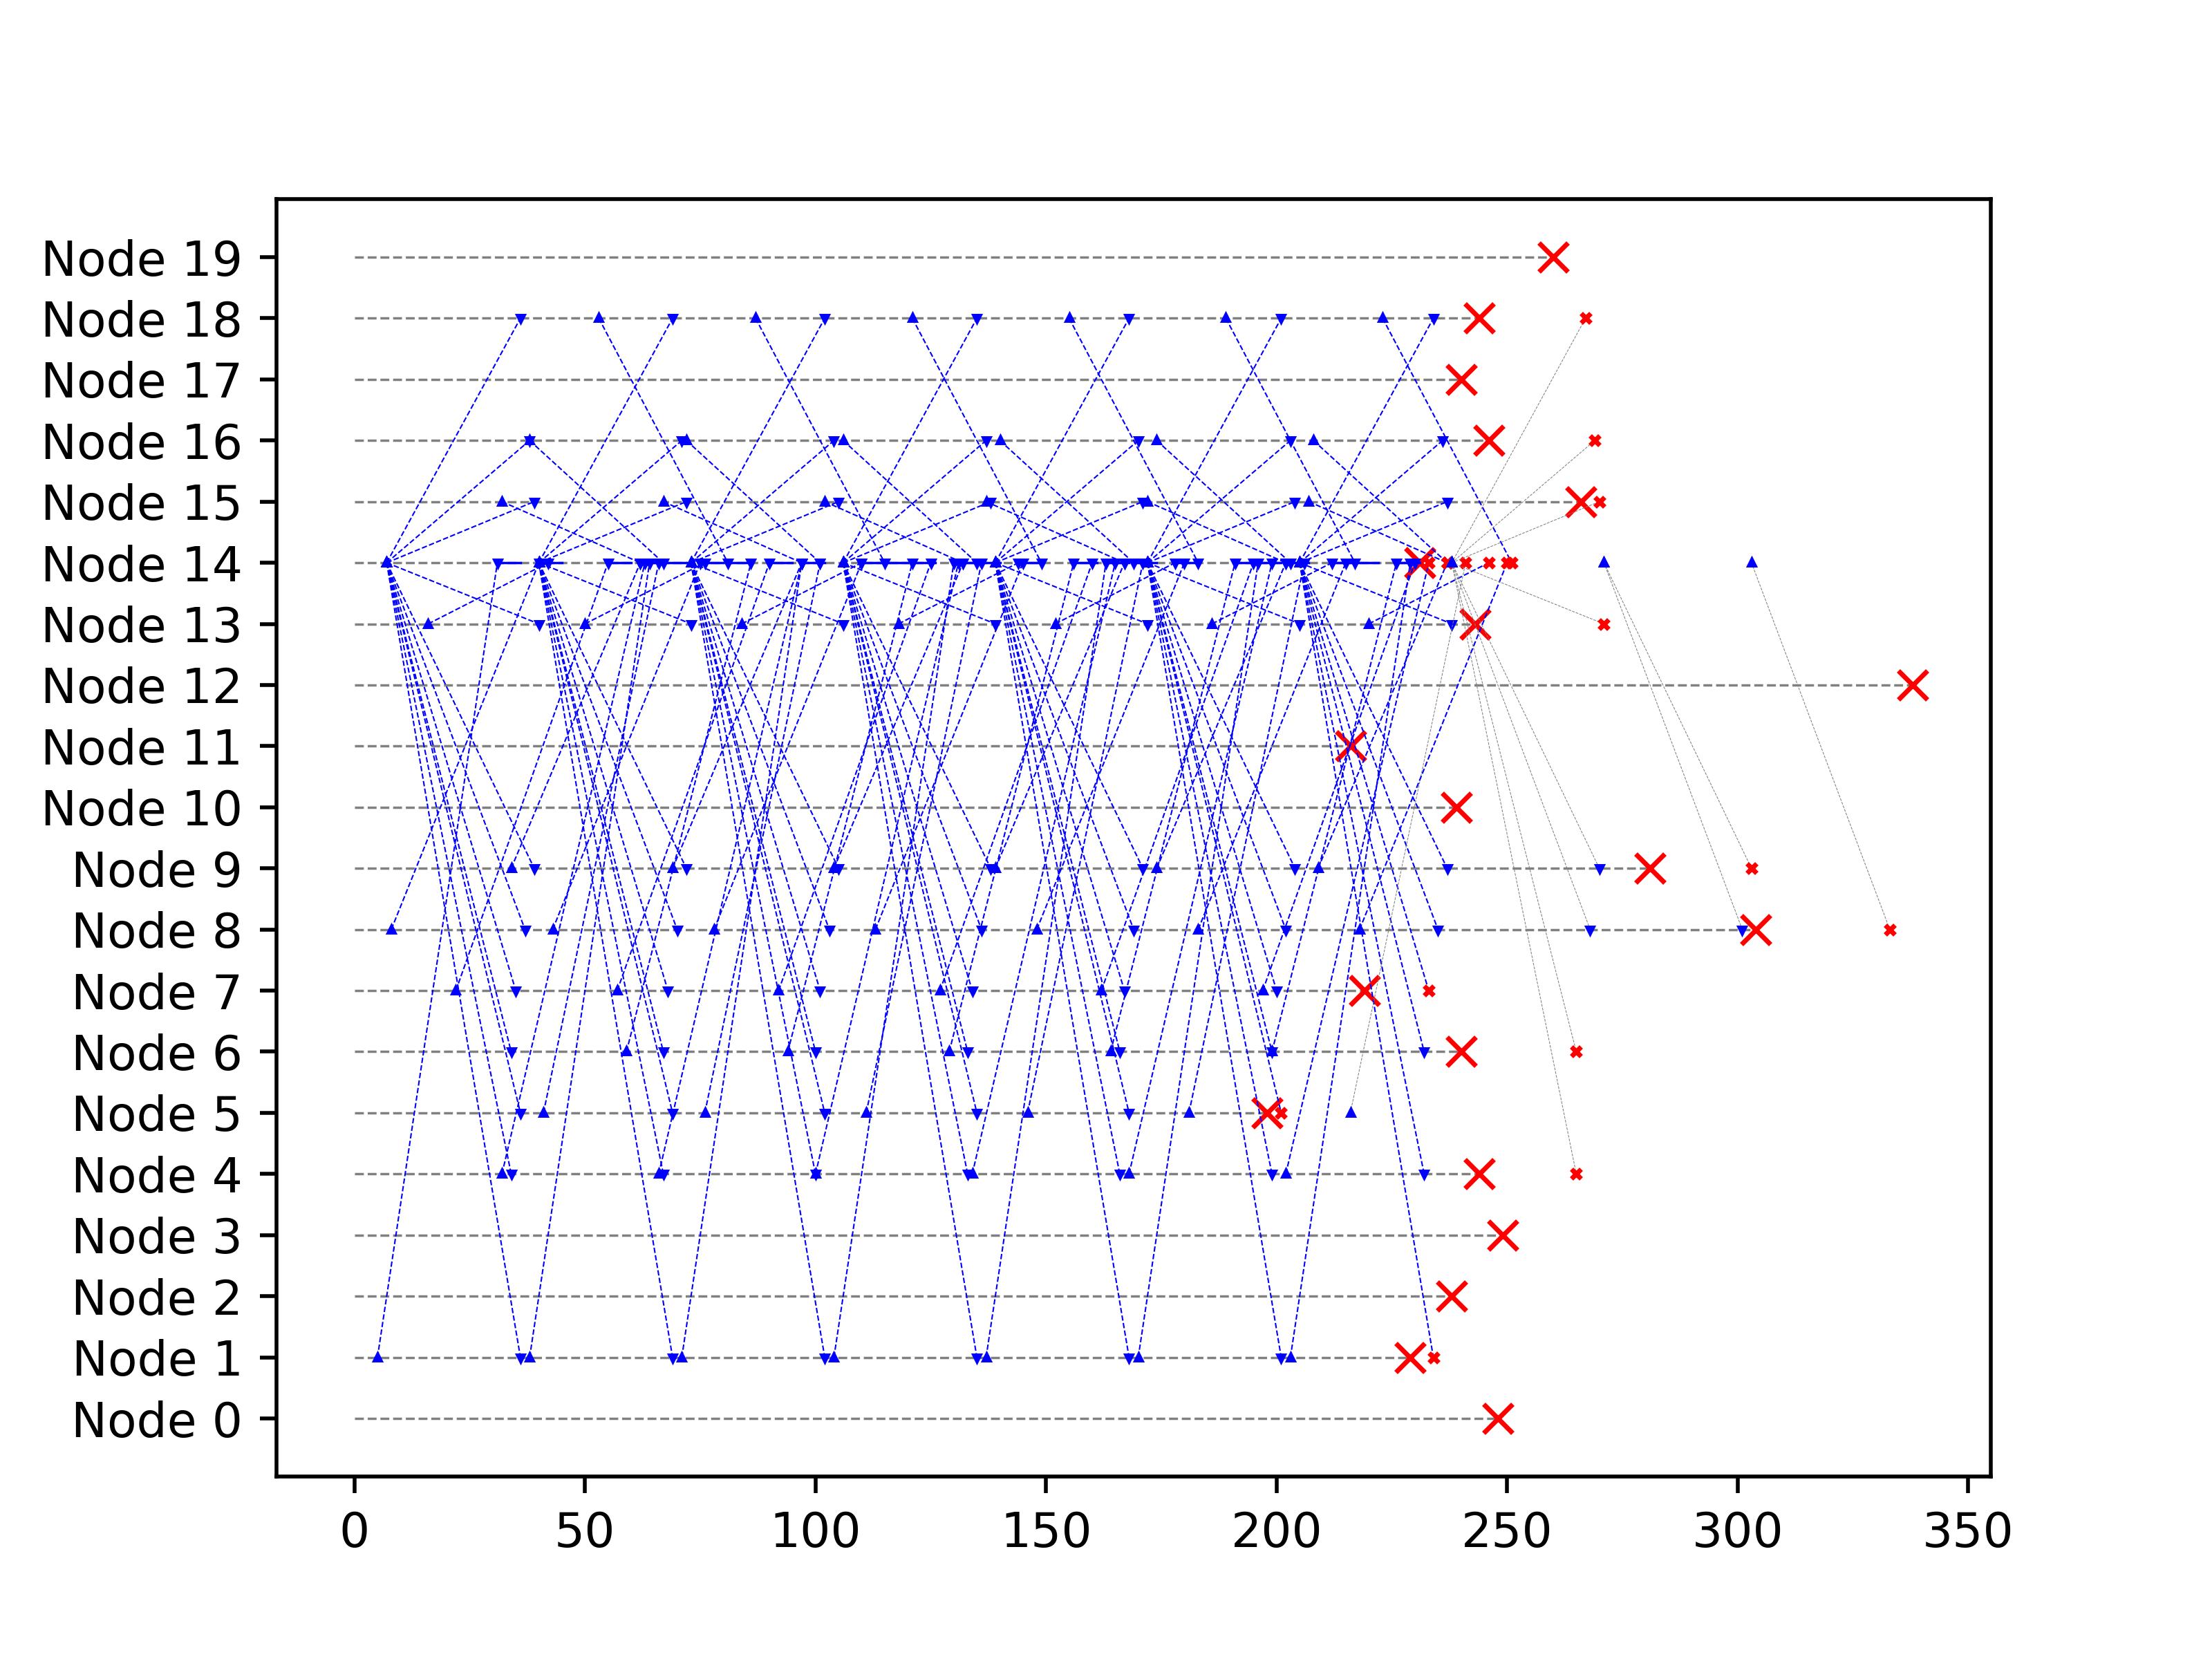 Node 19
Node 18
Node 17
Node 16
Node 15
Node 14
Node 13
Node 12
Node 11
Node 10
Node 9
Node 8
Node 7
Node 6
Node 5
Node 4
Node 3
Node 2
Node 1
Node 0
0 50 100 150 200 250 300 350